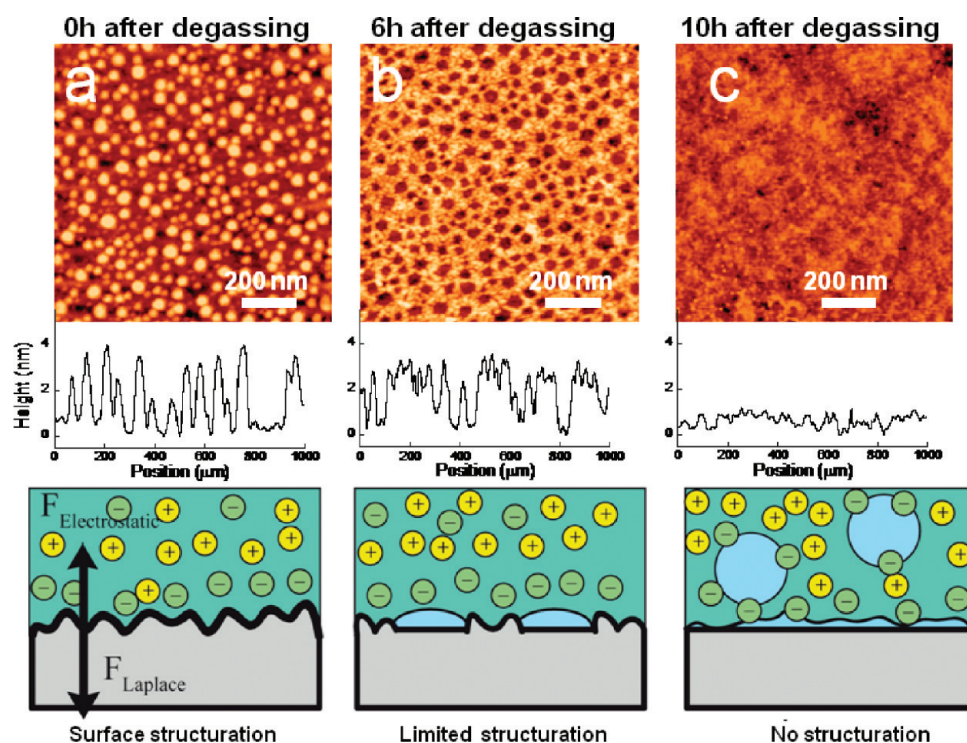 0h after degassing
6h after degassing
10h after degassing
a
b
c
200 nm
200 nm
200 nm
Height (nm)
4
2
0
4
2
0
4
2
0
0 200 400 600 800 1000
0 200 400 600 800 1000
0 200 400 600 800 1000
Position (μm)
Position (μm)
Position (μm)
F Electrostatic
F Laplace
− + − + + + + + − − − + − − − −
− + + − + + + + + − − − − − −
+ + + + − − + + − + − + − + − − + −
Surface structuration
Limited structuration
No structuration